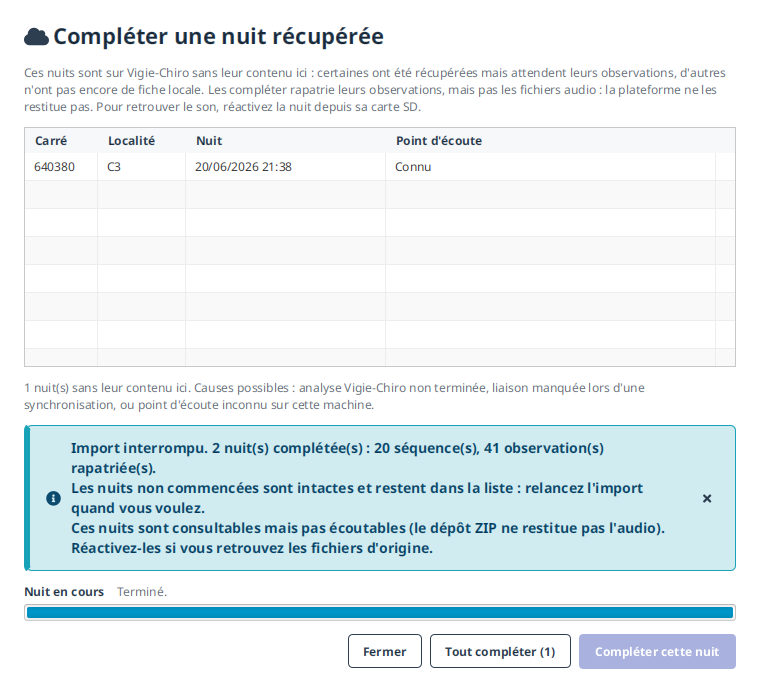 Compléter une nuit récupérée
Ces nuits sont sur Vigie-Chiro sans leur contenu ici : certaines ont été récupérées mais attendent leurs observations, d'autres
n'ont pas encore de fiche locale. Les compléter rapatrie leurs observations, mais pas les fichiers audio : la plateforme ne les
restitue pas. Pour retrouver le son, réactivez la nuit depuis sa carte SD.
Carré Localité Nuit Point d'écoute
640380 C3 20/06/2026 21:38 Connu
1 nuit(s) sans leur contenu ici. Causes possibles : analyse Vigie-Chiro non terminée, liaison manquée lors d'une
synchronisation, ou point d'écoute inconnu sur cette machine.
Import interrompu. 2 nuit(s) complétée(s) : 20 séquence(s), 41 observation(s)
rapatriée(s).
Les nuits non commencées sont intactes et restent dans la liste : relancez l'import
quand vous voulez.
Ces nuits sont consultables mais pas écoutables (le dépôt ZIP ne restitue pas l'audio).
Réactivez-les si vous retrouvez les fichiers d'origine.
Nuit en cours Terminé.
Fermer Tout compléter (1) Compléter cette nuit